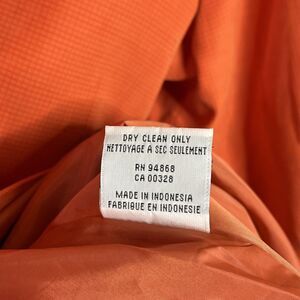 DRY CLEAN ONLY
NETTOYAGE A SEC SEULEMENT
RN 94868
CA 00328
MADE IN INDONESIA
FABRIQUE EN INDONESIE